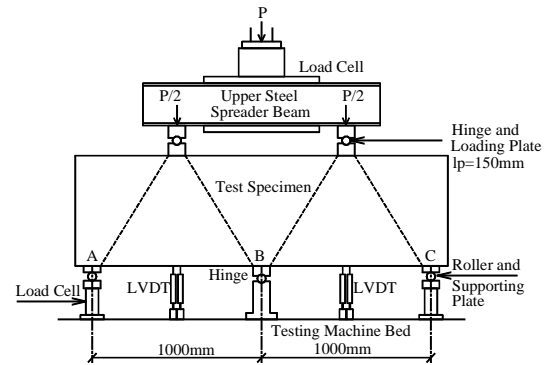 P
Load Cell
P/2
Upper Steel
Spreader Beam
P/2
Hinge and
Loading Plate
lp=150mm
Test Specimen
A
B
C
Hinge
Roller and
Supporting
Plate
Load Cell
LVDT
LVDT
Testing Machine Bed
1000mm
1000mm